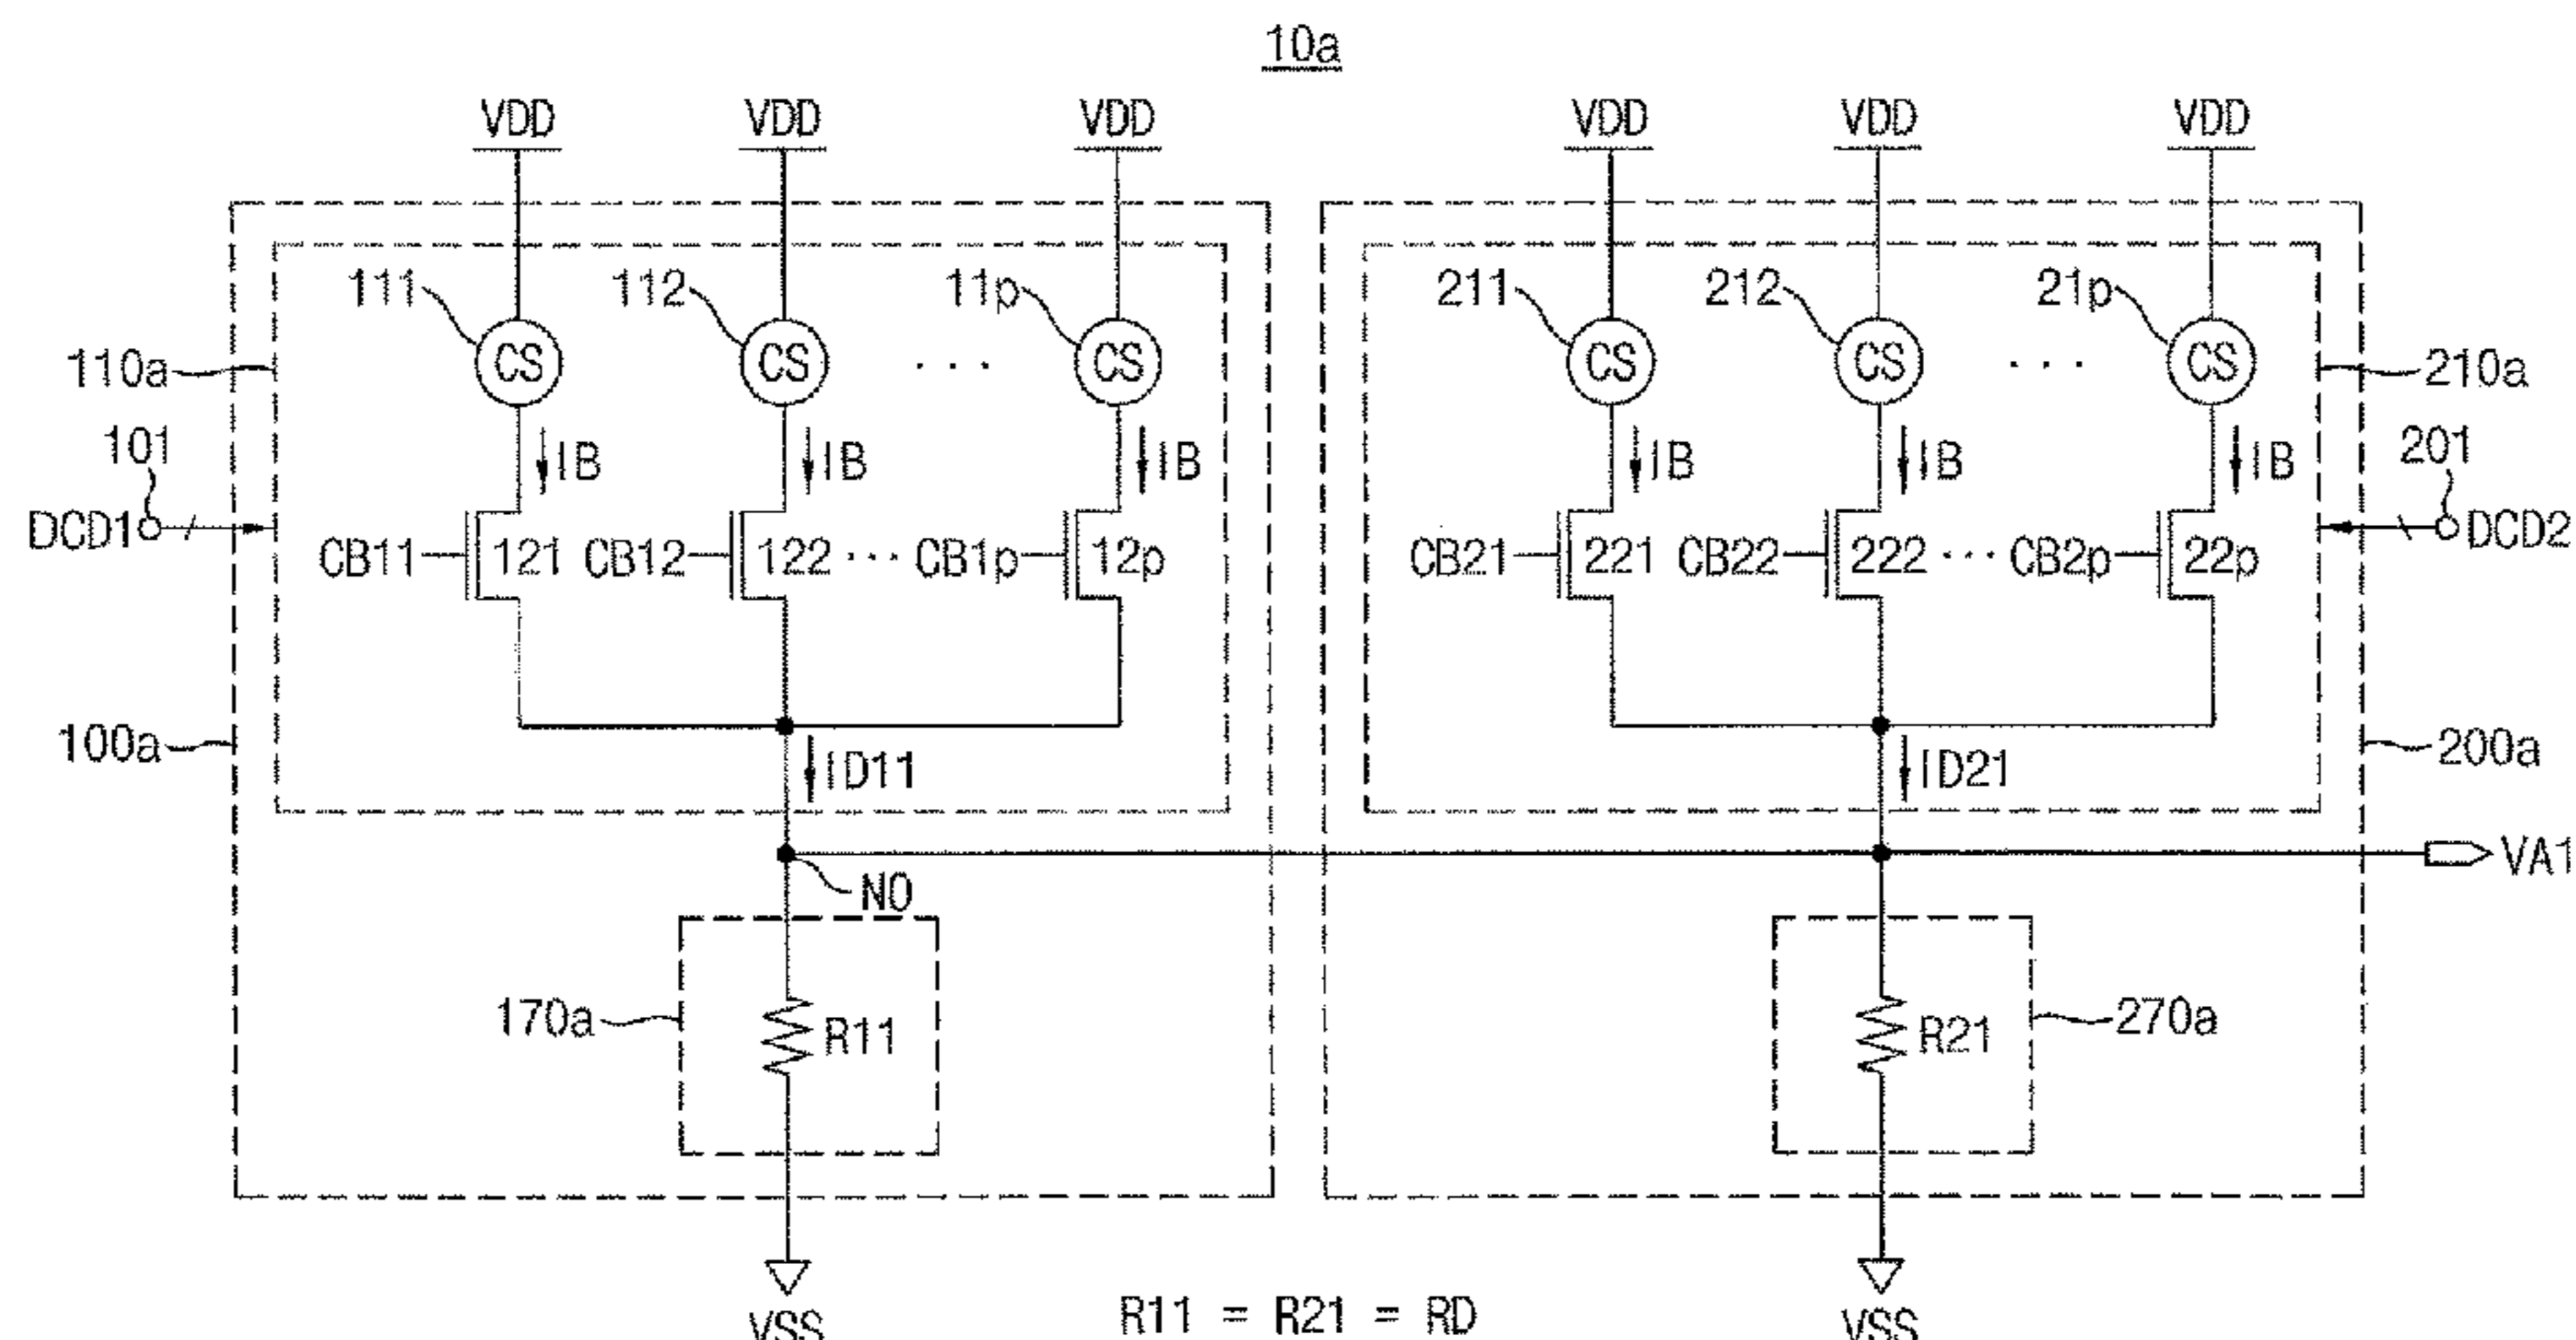 10a
VDD VDD VDD VDD VDD VDD
111 112 11p 211 212 21p
CS CS ... CS CS CS ... CS
110a 210a
101 IB IB IB IB IB IB 201
DCD1 DCD2
CB11 121 CB12 122 ... CB1p 12p CB21 221 CB22 222 ... CB2p 22p
100a ID11 ID21 200a
VA1
NO
170a R11 R21 270a
VSS R11 = R21 = RD VSS